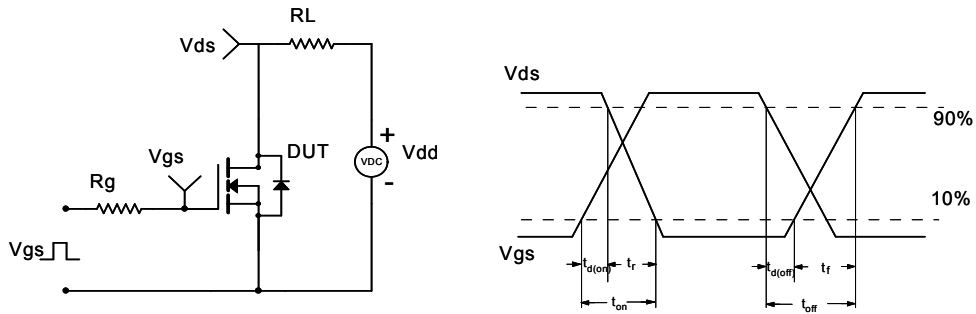 RL
Vds
DUT
+
VDC
Vdd
-
Vgs
Rg
Vgs
Vds
90%
10%
Vgs
td(on)
tr
td(off)
tf
ton
toff